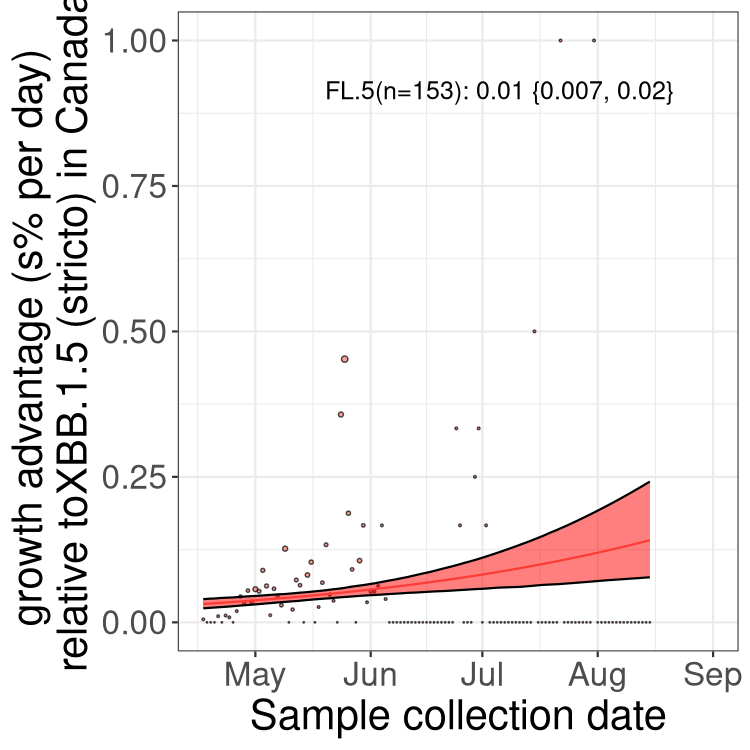 growth advantage (s% per day)
relative toXBB.1.5 (stricto) in Canada
1.00
0.75
0.50
0.25
0.00
FL.5(n=153): 0.01 {0.007, 0.02}
May Jun Jul Aug Sep
Sample collection date